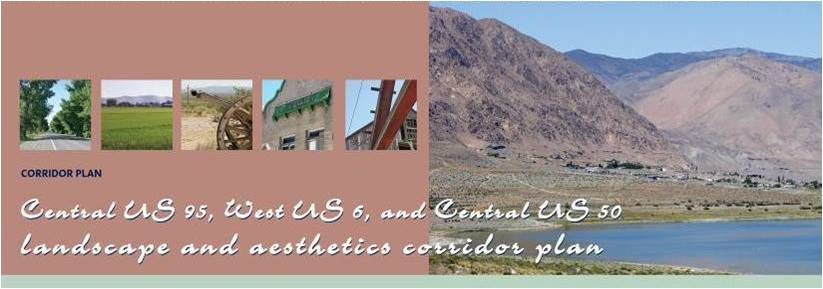 CORRIDOR PLAN
Central US 95, West US 6, and Central US 50
landscape and aesthetics corridor plan